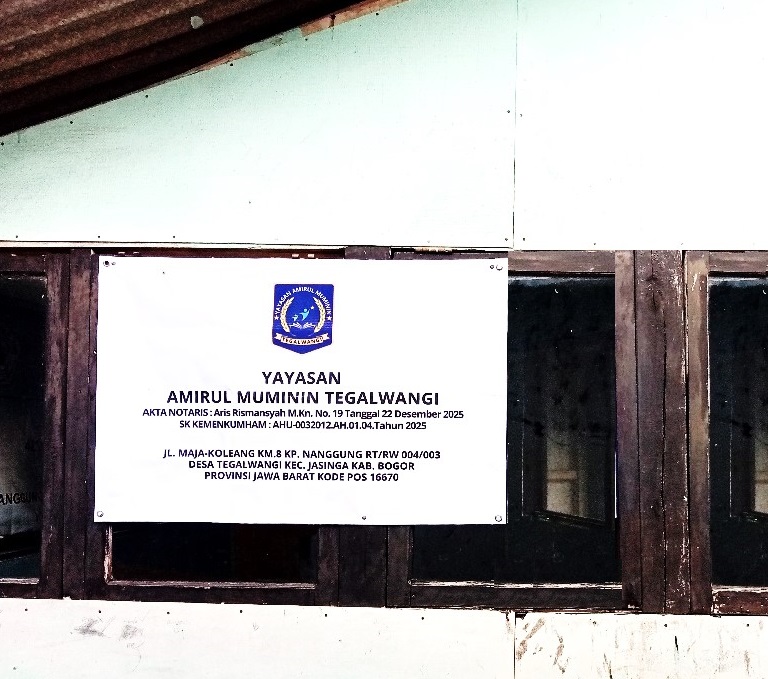 YAYASAN AMIRUL MUMININ
TEGALWANGI
YAYASAN
AMIRUL MUMININ TEGALWANGI
AKTA NOTARIS : Aris Rismansyah M.Kn. No. 19 Tanggal 22 Desember 2025
SK KEMENKUMHAM : AHU-0032012.AH.01.04.Tahun 2025
JL. MAJA-KOLEANG KM.8 KP. NANGGUNG RT/RW 004/003
DESA TEGALWANGI KEC. JASINGA KAB. BOGOR
PROVINSI JAWA BARAT KODE POS 16670